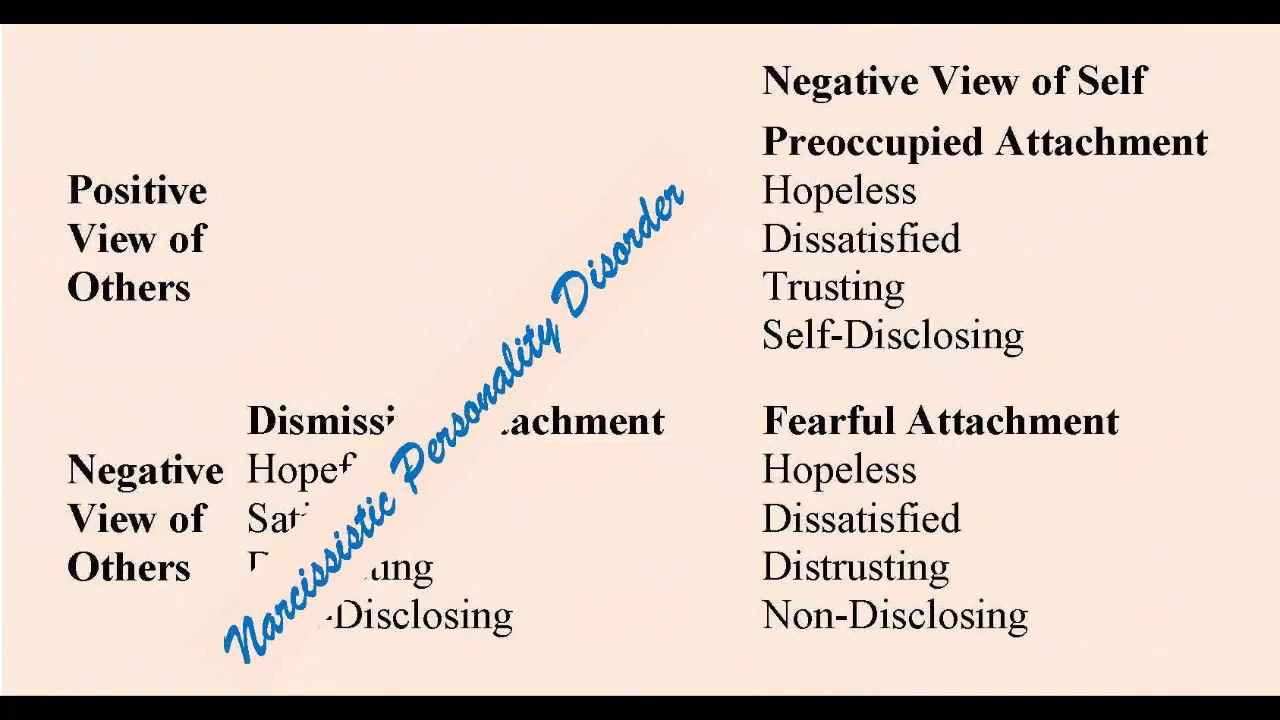 Negative View of Self
Preoccupied Attachment
Positive
View of
Others
Hopeless
Dissatisfied
Trusting
Self-Disclosing
Narcissistic Personality Disorder
Fearful Attachment
Negative
View of
Others
Hopeless
Dissatisfied
Distrusting
Non-Disclosing